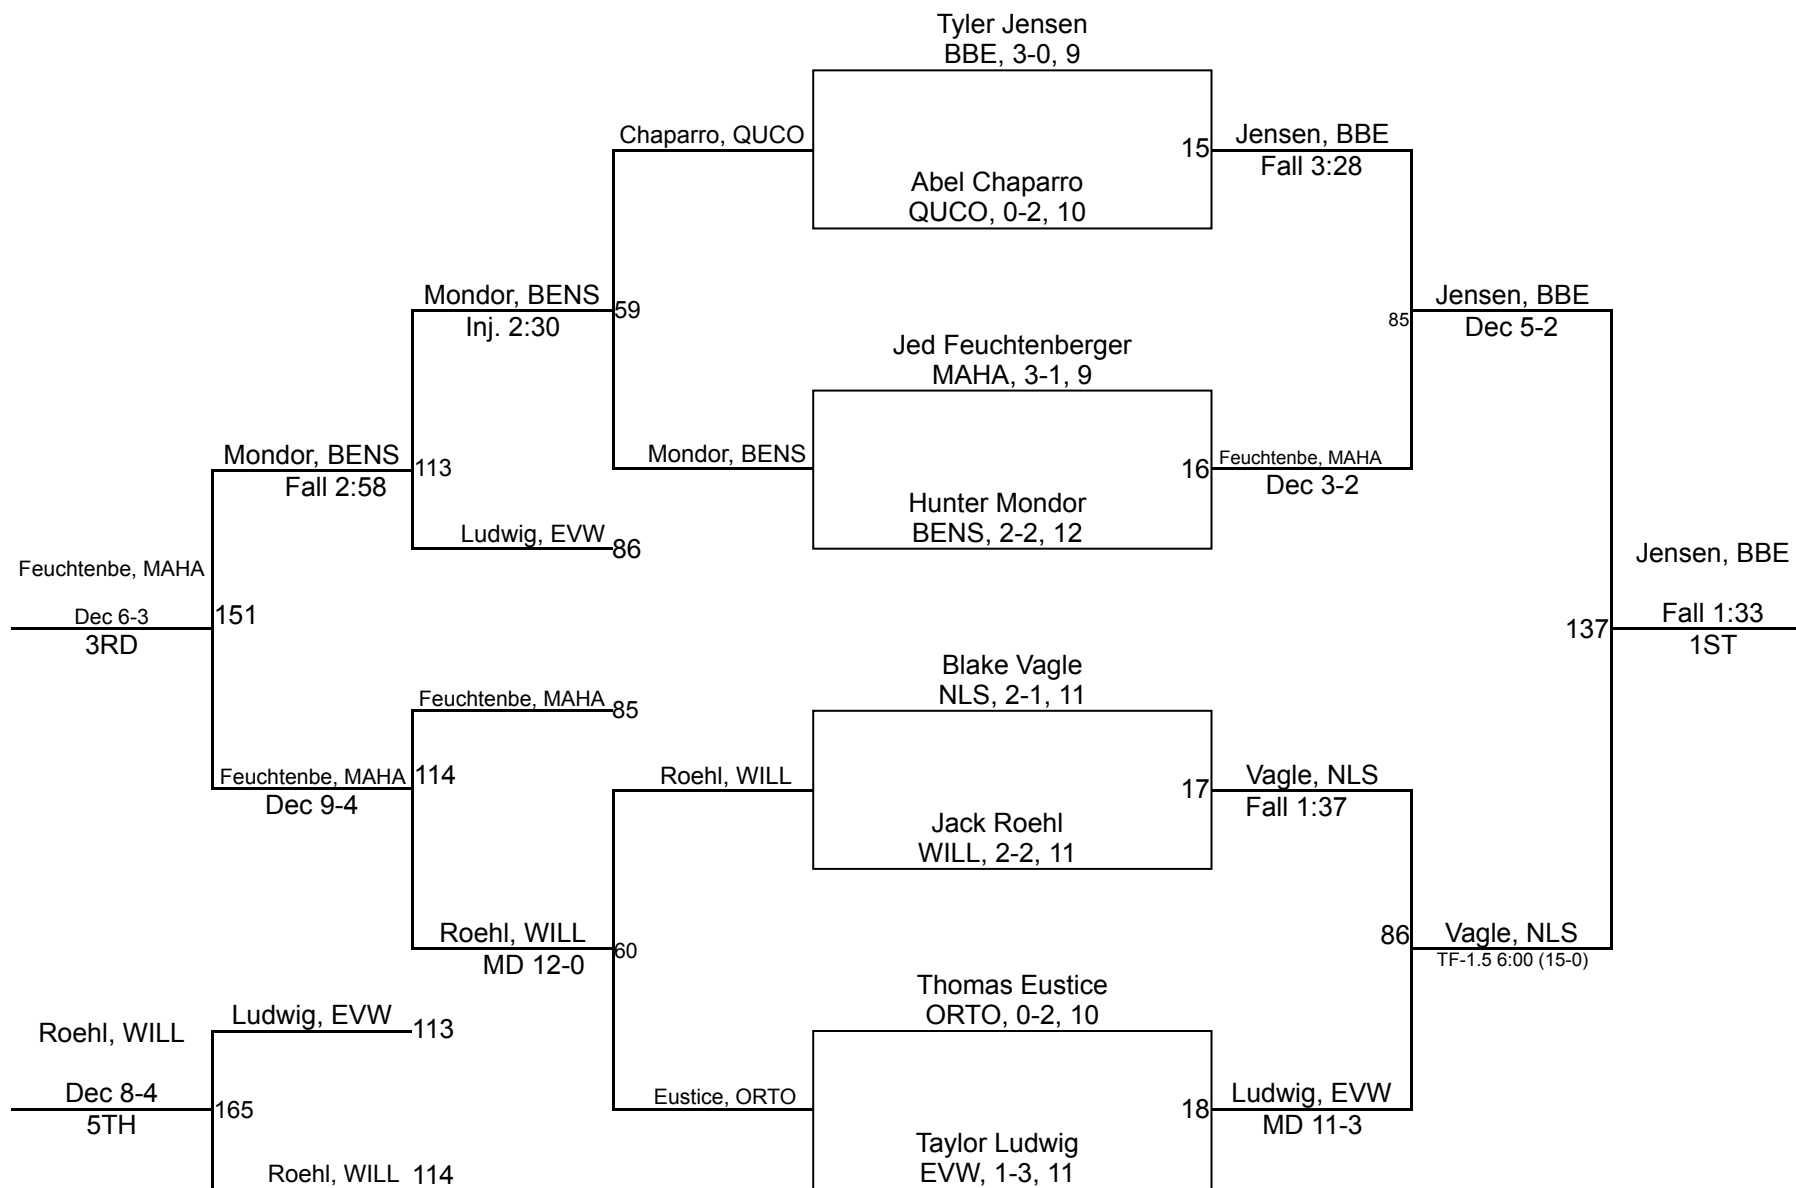 Tyler Jensen
BBE, 3-0, 9
Chaparro, QUCO
15
Jensen, BBE
Fall 3:28
Abel Chaparro
QUCO, 0-2, 10
Mondor, BENS
Inj. 2:30
59
Jensen, BBE
Dec 5-2
85
Jed Feuchtenberger
MAHA, 3-1, 9
Mondor, BENS
Fall 2:58
113
Mondor, BENS
16
Feuchtenbe, MAHA
Dec 3-2
Hunter Mondor
BENS, 2-2, 12
Ludwig, EVW
86
Feuchtenbe, MAHA
Dec 6-3
3RD
151
Jensen, BBE
137
Fall 1:33
1ST
Blake Vagle
NLS, 2-1, 11
Feuchtenbe, MAHA
85
Feuchtenbe, MAHA
Dec 9-4
114
Roehl, WILL
17
Vagle, NLS
Fall 1:37
Jack Roehl
WILL, 2-2, 11
Roehl, WILL
MD 12-0
60
86
Vagle, NLS
TF-1.5 6:00 (15-0)
Thomas Eustice
ORTO, 0-2, 10
Roehl, WILL
Ludwig, EVW
113
Dec 8-4
5TH
165
Eustice, ORTO
18
Ludwig, EVW
MD 11-3
Taylor Ludwig
EVW, 1-3, 11
Roehl, WILL
114